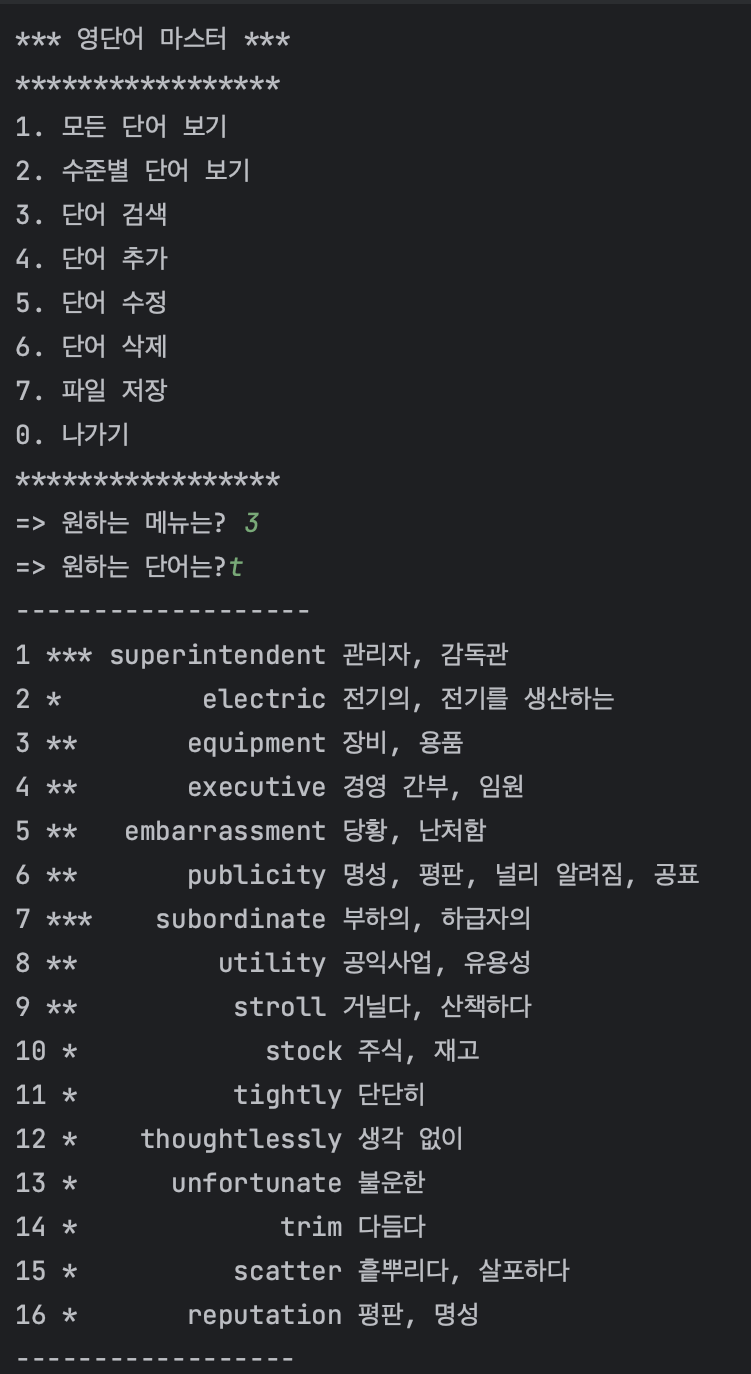 *** 영단어 마스터 ***
*****************
1. 모든 단어 보기
2. 수준별 단어 보기
3. 단어 검색
4. 단어 추가
5. 단어 수정
6. 단어 삭제
7. 파일 저장
0. 나가기
*****************
=> 원하는 메뉴는? 3
=> 원하는 단어는?t
-------------------
1 *** superintendent 관리자, 감독관
2 *         electric 전기의, 전기를 생산하는
3 **       equipment 장비, 용품
4 **       executive 경영 간부, 임원
5 **   embarrassment 당황, 난처함
6 **       publicity 명성, 평판, 널리 알려짐, 공표
7 ***    subordinate 부하의, 하급자의
8 **         utility 공익사업, 유용성
9 **          stroll 거닐다, 산책하다
10 *            stock 주식, 재고
11 *          tightly 단단히
12 *    thoughtlessly 생각 없이
13 *      unfortunate 불운한
14 *             trim 다듬다
15 *          scatter 흩뿌리다, 살포하다
16 *       reputation 평판, 명성
------------------